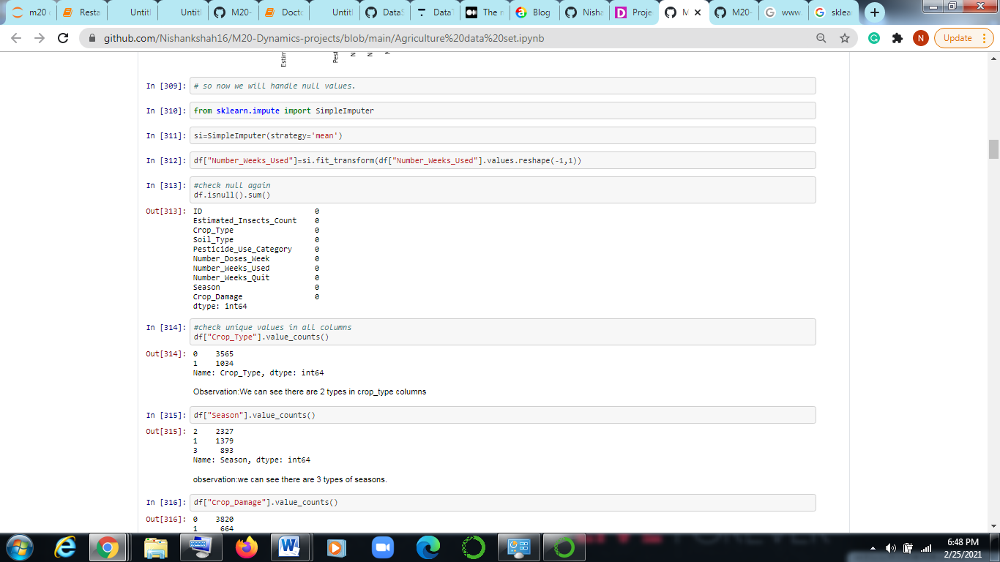 m20
Resta
Untitl
Untitl
M20-
Docto
Untitl
DataS
DataT
The m
Blog
Nisha
Proje
M
M20-
www.
sklea
github.com/Nishankshah16/M20-Dynamics-projects/blob/main/Agriculture%20data%20set.ipynb
N
Update
Estim
Pest
N
N
In [309]: # so now we will handle null values.
In [310]: from sklearn.impute import SimpleImputer
In [311]: si=SimpleImputer(strategy='mean')
In [312]: df["Number_Weeks_Used"]=si.fit_transform(df["Number_Weeks_Used"].values.reshape(-1,1))
In [313]: #check null again
df.isnull().sum()
Out[313]: ID 0
Estimated_Insects_Count 0
Crop_Type 0
Soil_Type 0
Pesticide_Use_Category 0
Number_Doses_Week 0
Number_Weeks_Used 0
Number_Weeks_Quit 0
Season 0
Crop_Damage 0
dtype: int64
In [314]: #check unique values in all columns
df["Crop_Type"].value_counts()
Out[314]: 0 3565
1 1034
Name: Crop_Type, dtype: int64
Observation:We can see there are 2 types in crop_type columns
In [315]: df["Season"].value_counts()
Out[315]: 2 2327
1 1379
3 893
Name: Season, dtype: int64
observation:we can see there are 3 types of seasons.
In [316]: df["Crop_Damage"].value_counts()
Out[316]: 0 3820
1 664
6:48 PM
2/25/2021